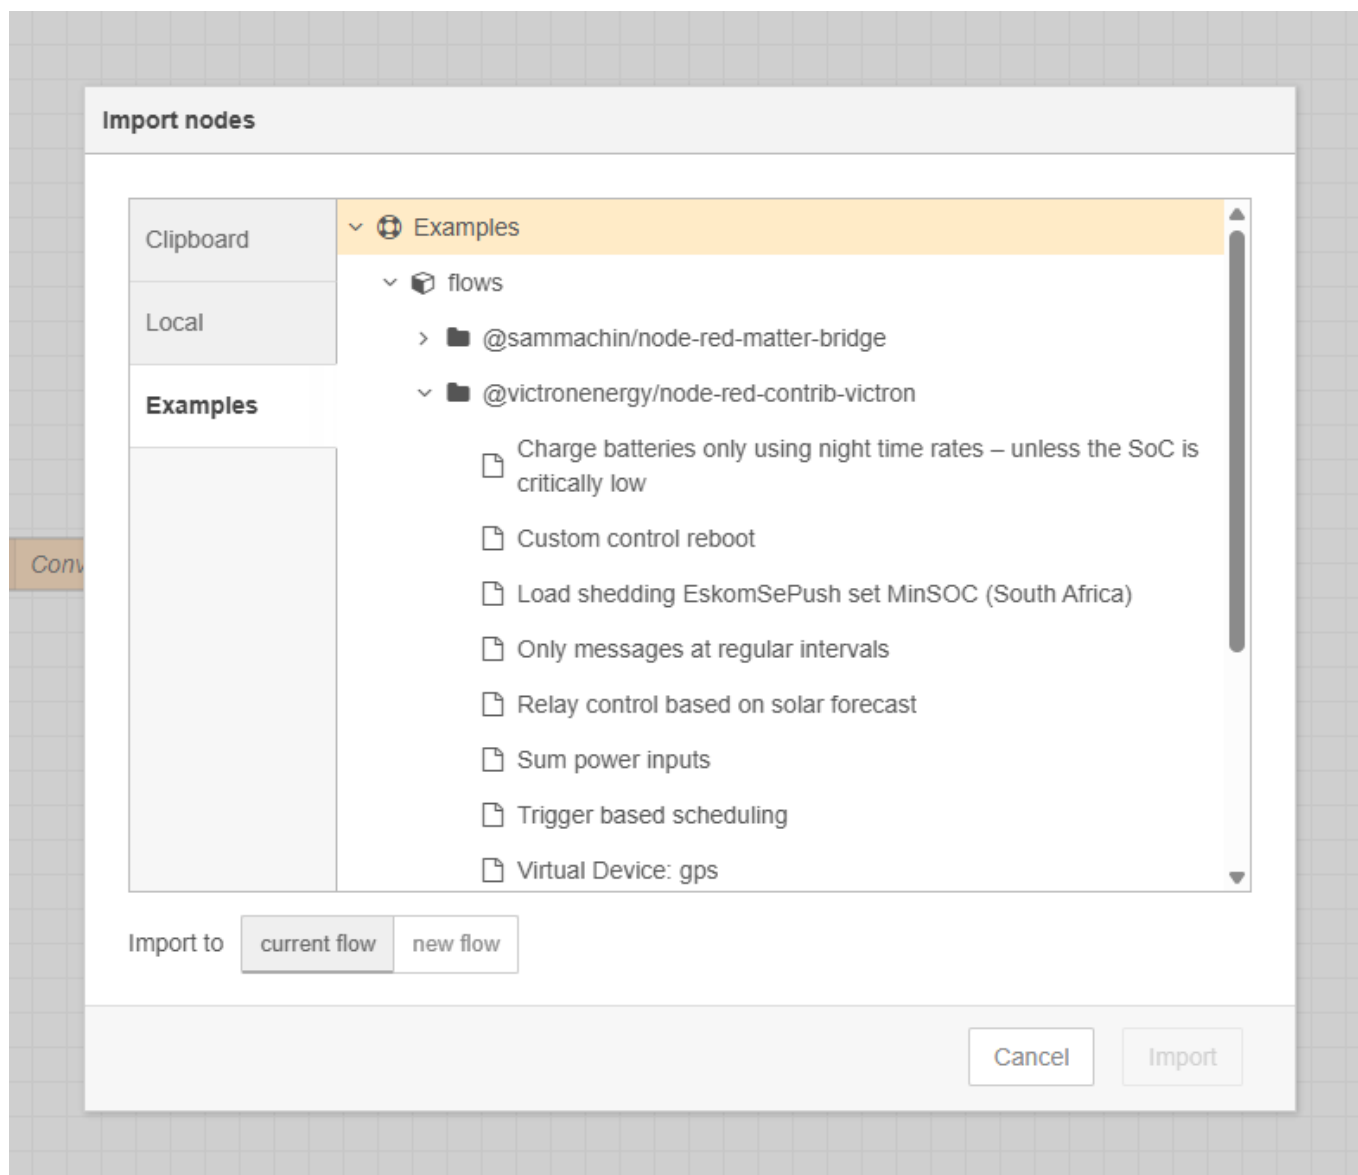 Import nodes
Clipboard
Local
Examples
Examples
flows
@sammachin/node-red-matter-bridge
@victronenergy/node-red-contrib-victron
Charge batteries only using night time rates – unless the SoC is
critically low
Custom control reboot
Load shedding EskomSePush set MinSOC (South Africa)
Only messages at regular intervals
Relay control based on solar forecast
Sum power inputs
Trigger based scheduling
Virtual Device: gps
Conv
Import to current flow new flow
Cancel Import